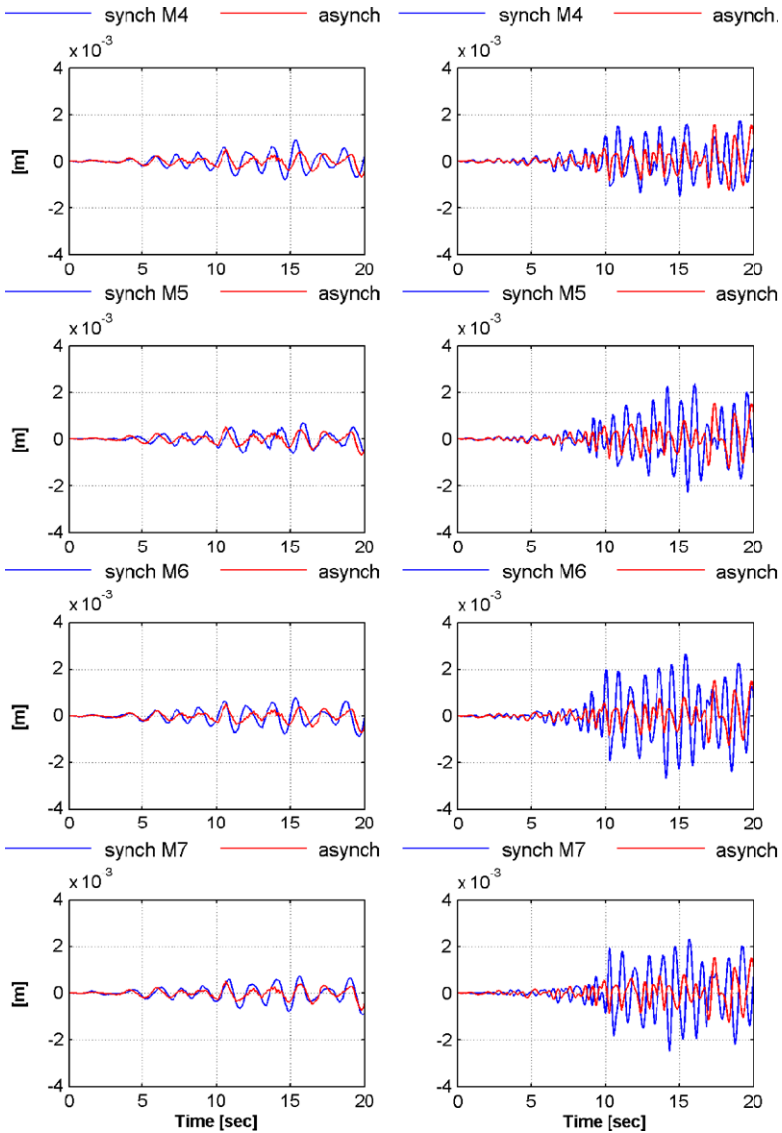 synch M4 asynch synch M4 asynch.
x 10-3 x 10-3
4 4
2 2
[m] 0 0
-2 -2
-4 -4
0 5 10 15 20 0 5 10 15 20
synch M5 asynch synch M5 asynch
x 10-3 x 10-3
4 4
2 2
[m] 0 0
-2 -2
-4 -4
0 5 10 15 20 0 5 10 15 20
synch M6 asynch synch M6 asynch
x 10-3 x 10-3
4 4
2 2
[m] 0 0
-2 -2
-4 -4
0 5 10 15 20 0 5 10 15 20
synch M7 asynch synch M7 asynch
x 10 3 x 10-3
4 4
2 2
[m] 0 0
-2 -2
-4 -4
0 5 10 15 20 0 5 10 15 20
Time [sec] Time [sec]